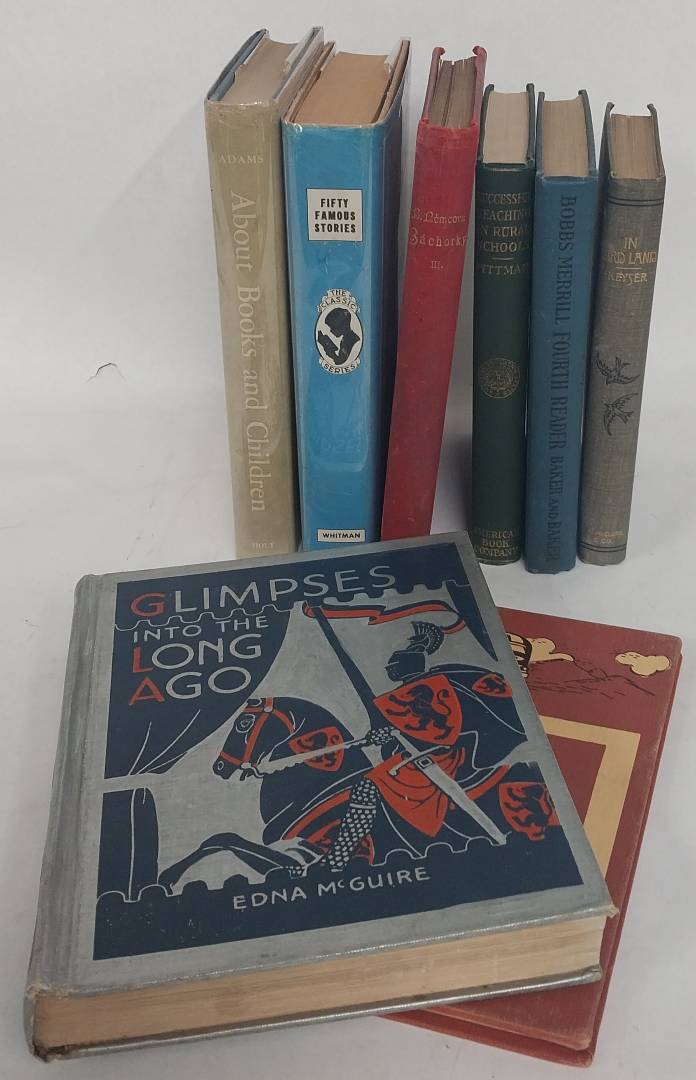 ADAMS
About Books and Children
HOLT
FIFTY
FAMOUS
STORIES
THE
CLASSIC
SERIES
WHITMAN
B. Němcová
Báchorky
III.
SUCCESSFUL
TEACHING
IN RURAL
SCHOOLS
PITTMAN
AMERICAN
BOOK
COMPANY
BOBBS MERRILL FOURTH READER BAKER AND BAKER
IN
BIRD LAND
KEYSER
& CO.
GLIMPSES
INTO THE
LONG
AGO
EDNA McGUIRE